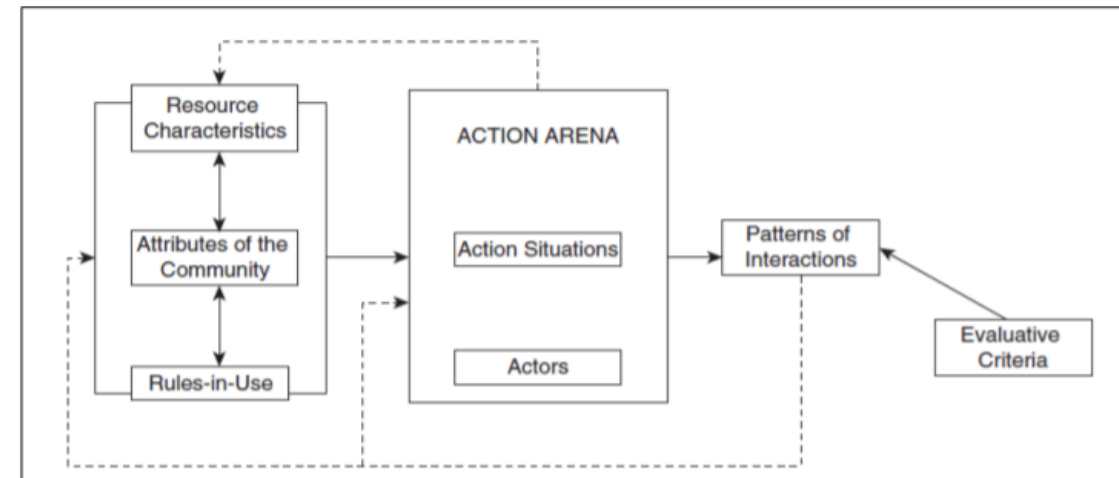 Resource
Characteristics
Attributes of the
Community
Rules-in-Use
ACTION ARENA
Action Situations
Actors
Patterns of
Interactions
Evaluative
Criteria